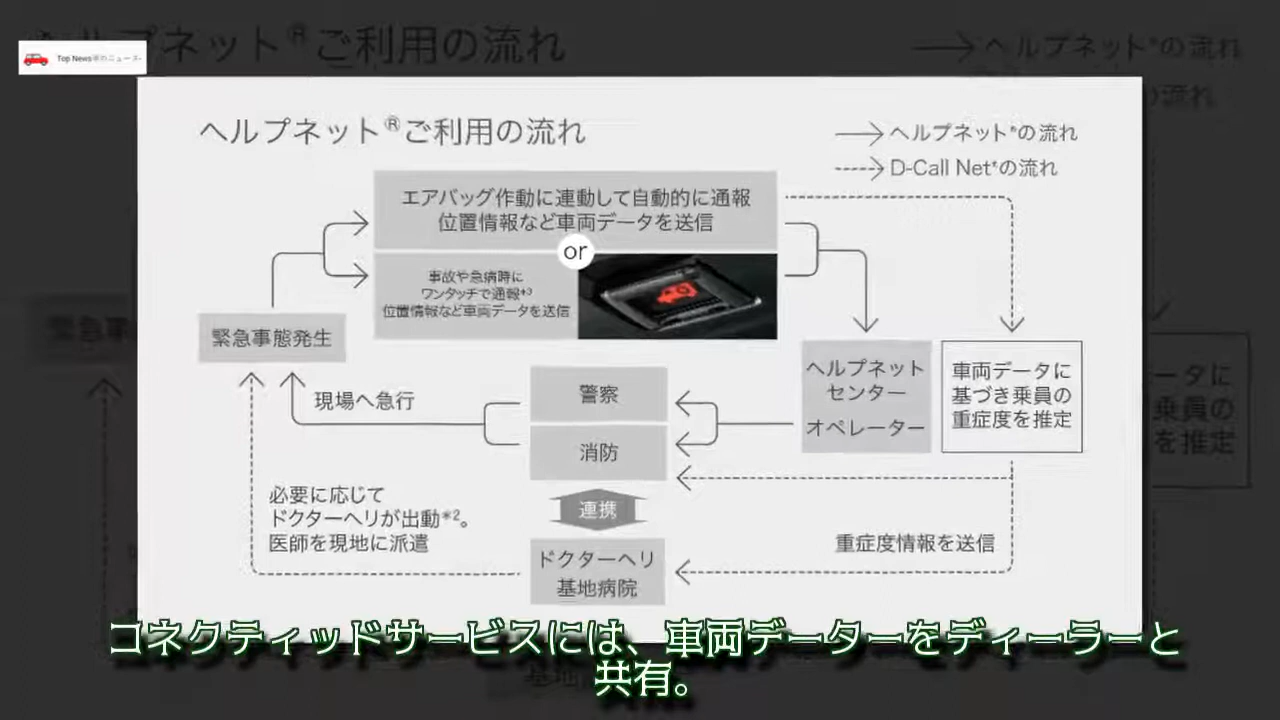 Top News車のニュース
ヘルプネット®ご利用の流れ
ヘルプネット*の流れ
D-Call Net*の流れ
エアバッグ作動に連動して自動的に通報
位置情報など車両データを送信
or
事故や急病時に
ワンタッチで通報*3
位置情報など車両データを送信
緊急事態発生
現場へ急行
警察
消防
連携
ドクターヘリ
基地病院
ヘルプネット
センター
オペレーター
車両データに
基づき乗員の
重症度を推定
必要に応じて
ドクターヘリが出動*2。
医師を現地に派遣
重症度情報を送信
コネクティッドサービスには、車両データーをディーラーと
共有。